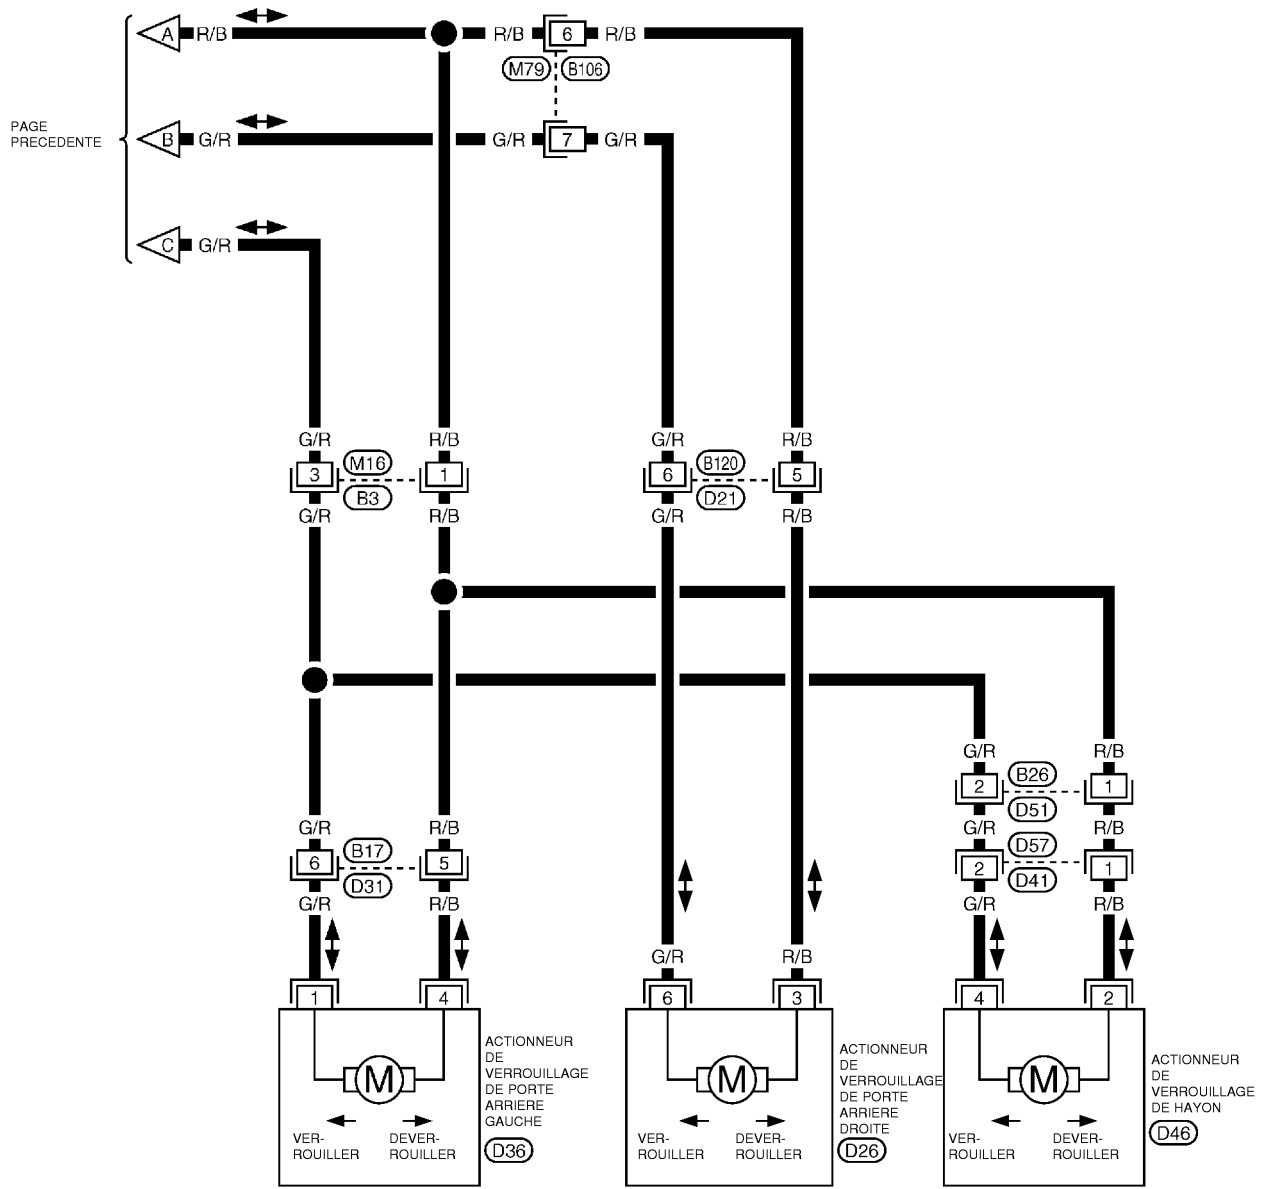 A R/B R/B 6 R/B
M79 B106
PAGE
PRECEDENTE
B G/R G/R 7 G/R
C G/R
G/R R/B G/R R/B
3 M16 1 6 B120 5
B3 D21
G/R R/B G/R R/B
G/R R/B
2 B26 1
D51
G/R R/B G/R R/B
6 B17 5 2 D57 1
D31 D41
G/R R/B G/R R/B
G/R R/B
1 4 6 3 4 2
M M M
ACTIONNEUR
DE
VERROUILLAGE
DE PORTE
ARRIERE
GAUCHE
D36
VER-
ROUILLER
DEVER-
ROUILLER
ACTIONNEUR
DE
VERROUILLAGE
DE PORTE
ARRIERE
DROITE
D26
VER-
ROUILLER
DEVER-
ROUILLER
ACTIONNEUR
DE
VERROUILLAGE
DE HAYON
D46
VER-
ROUILLER
DEVER-
ROUILLER